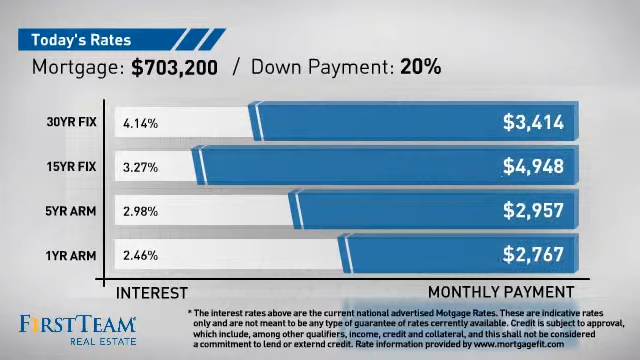 Today's Rates
Mortgage: $703,200 / Down Payment: 20%
30YR FIX 4.14% $3,414
15YR FIX 3.27% $4,948
5YR ARM 2.98% $2,957
1YR ARM 2.46% $2,767
INTEREST MONTHLY PAYMENT
* The interest rates above are the current national advertised Motgage Rates. These are indicative rates
only and are not meant to be any type of guarantee of rates cerrently available. Credit is subject to approval,
which include, among other qualifiers, income, credit and collateral, and this shall not be considered
a commitment to lend or externd credit. Rate information provided by www.mortgagefit.com
FIRSTTEAM®
REAL ESTATE